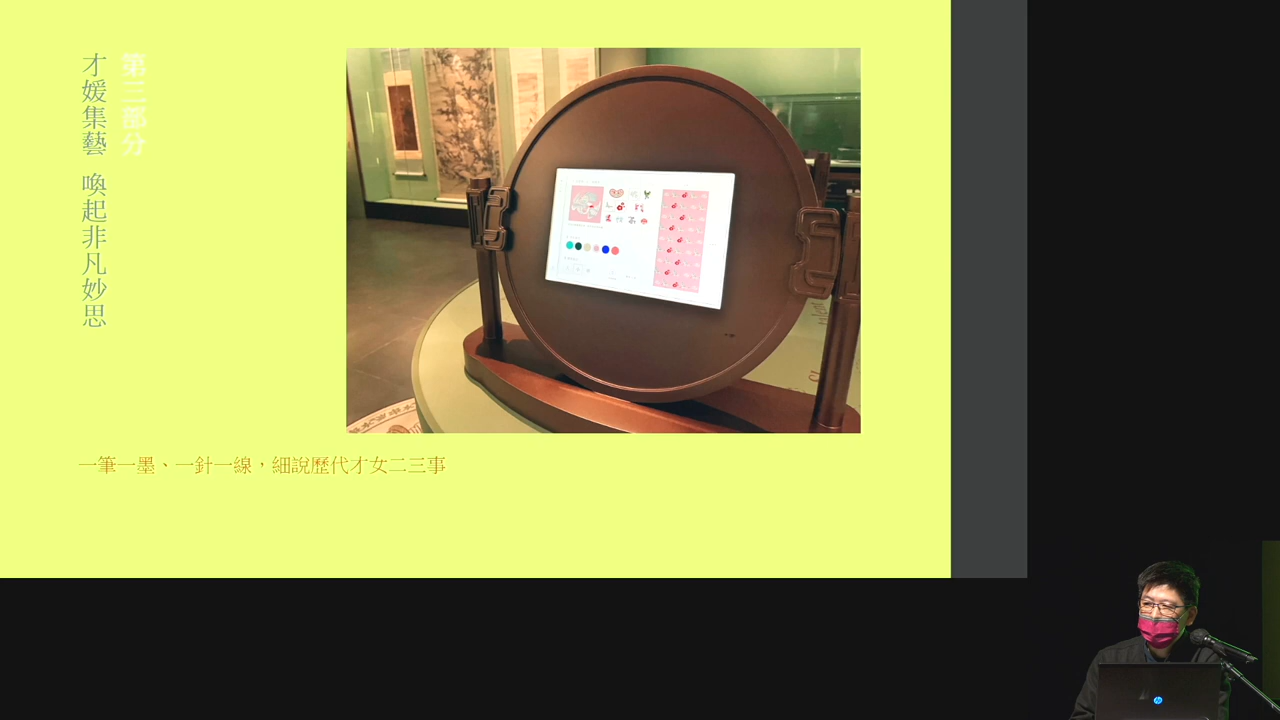 第三部分
才媛集藝 喚起非凡妙思
一筆一墨、一針一線，細說歷代才女二三事
hp